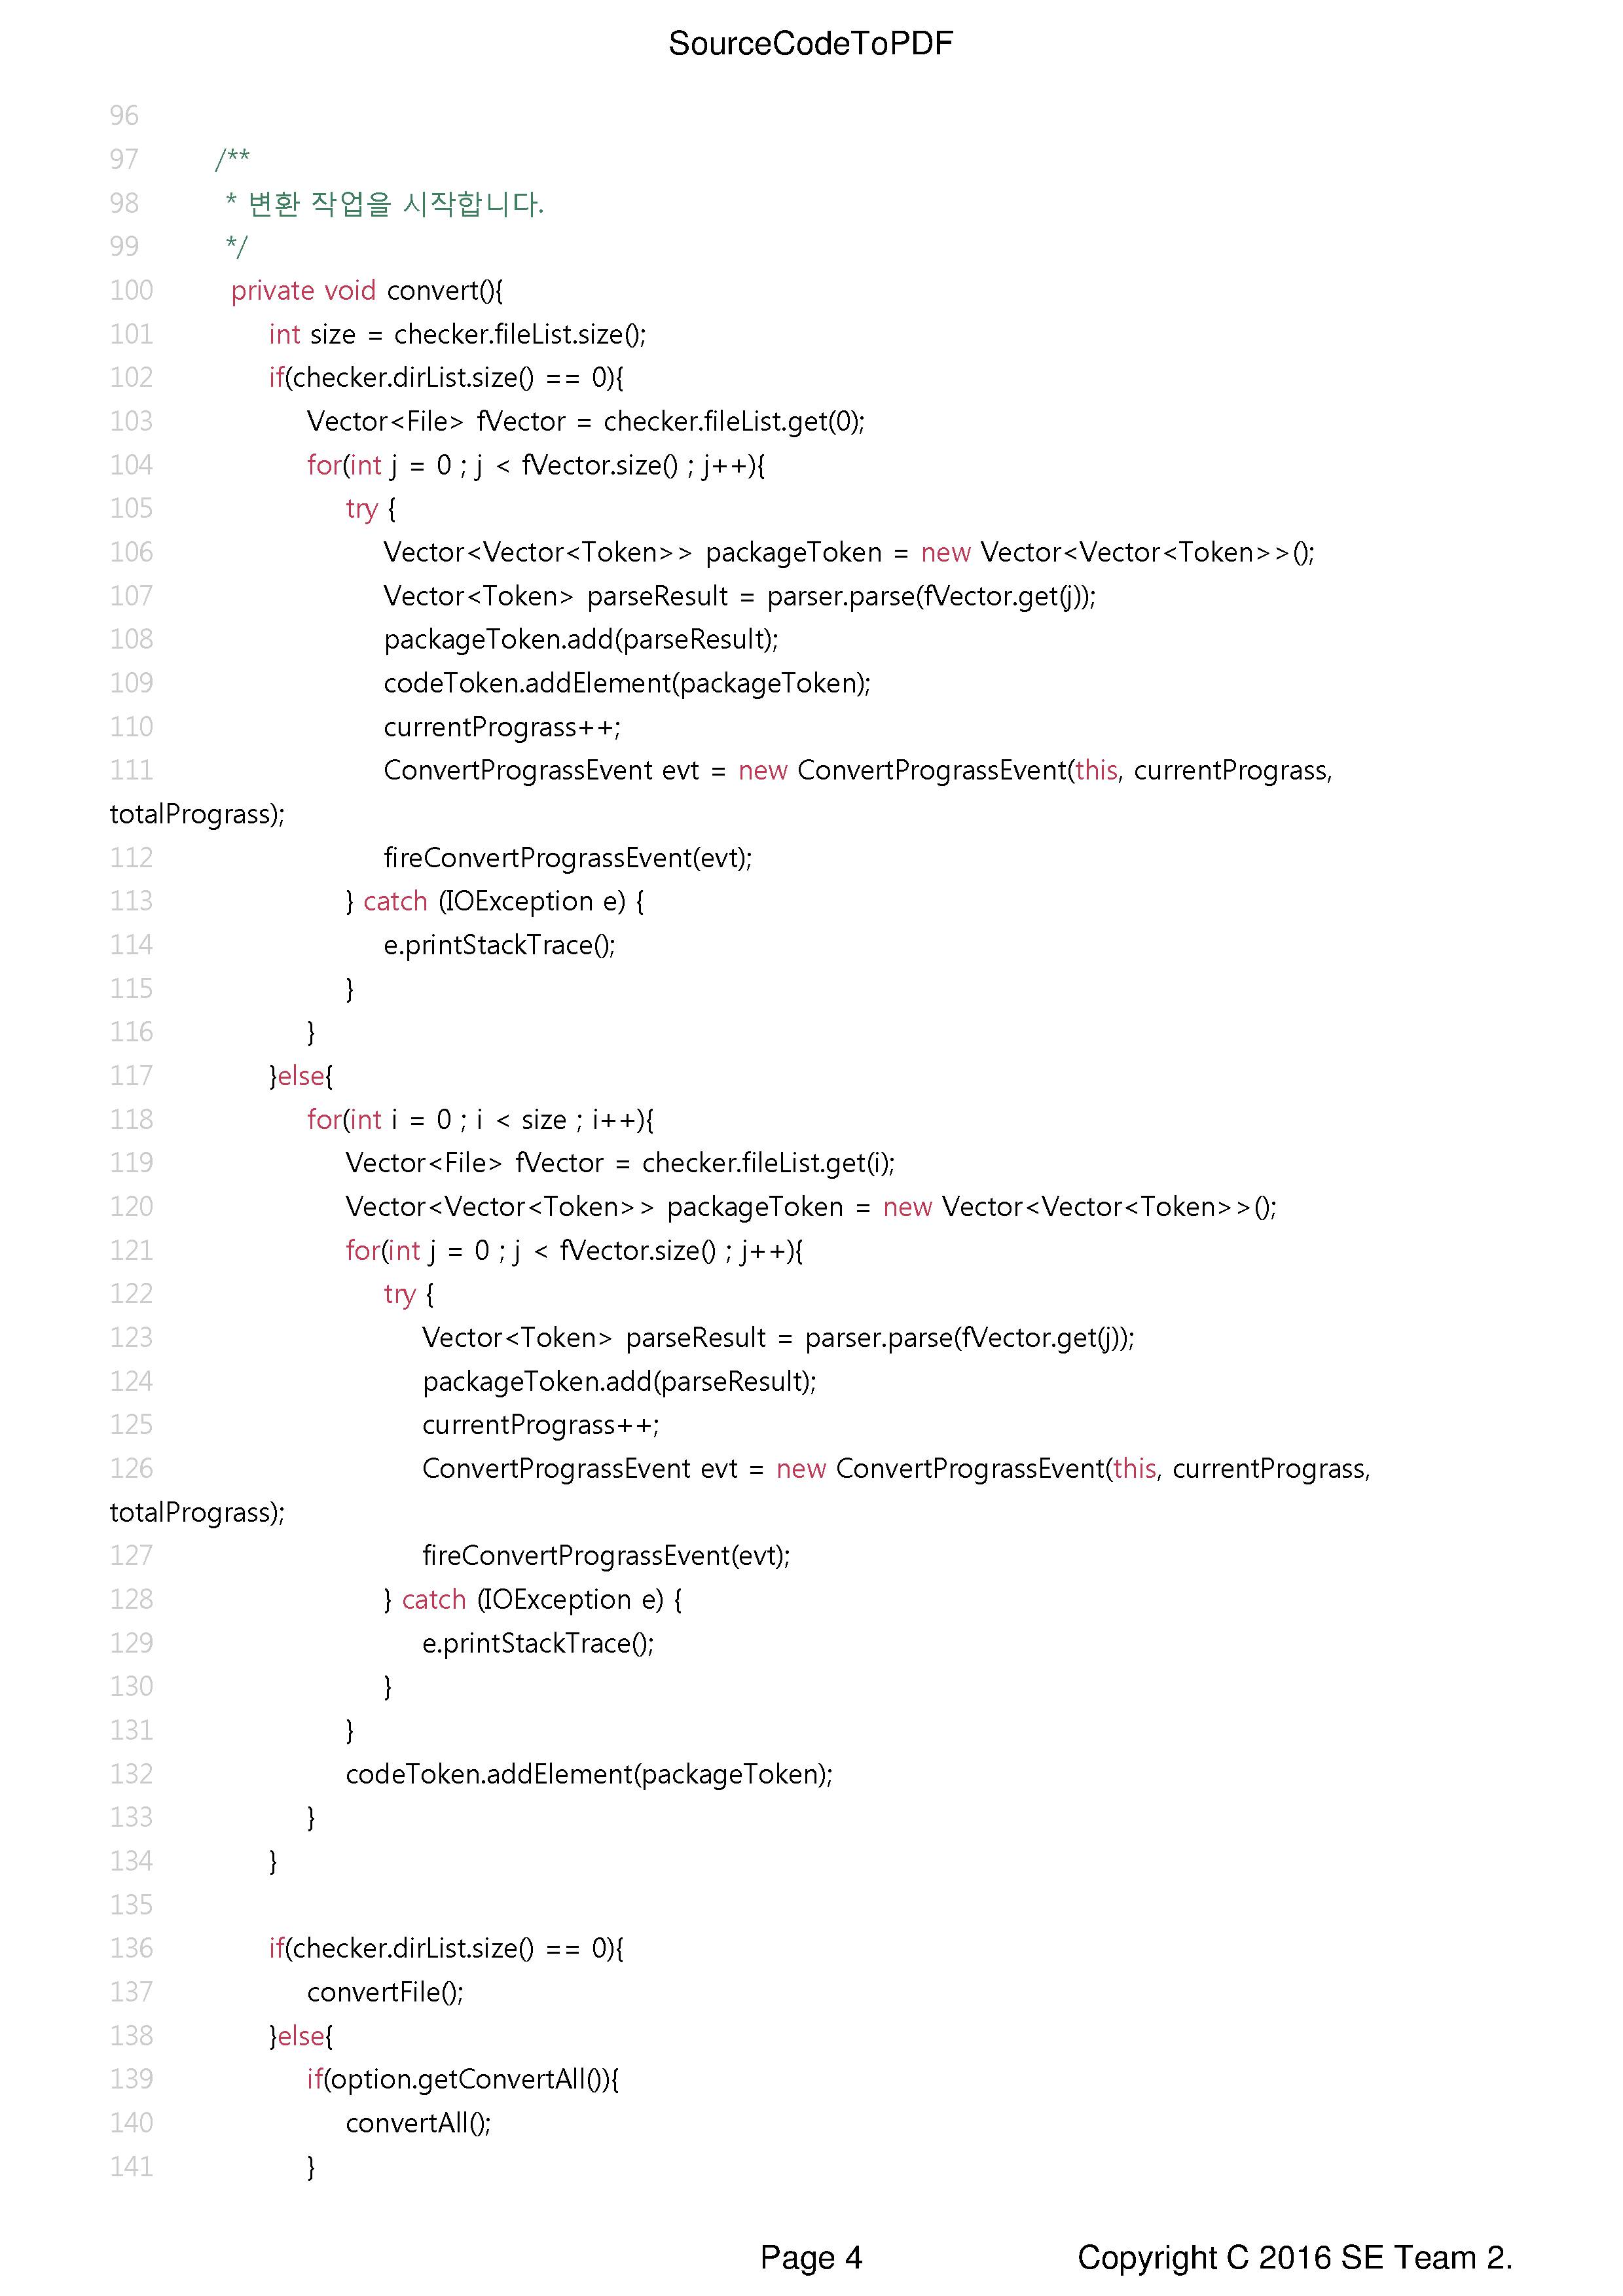 SourceCodeToPDF
96
97 /**
98 * 변환 작업을 시작합니다.
99 */
100 private void convert(){
101 int size = checker.fileList.size();
102 if(checker.dirList.size() == 0){
103 Vector<File> fVector = checker.fileList.get(0);
104 for(int j = 0 ; j < fVector.size() ; j++){
105 try {
106 Vector<Vector<Token>> packageToken = new Vector<Vector<Token>>();
107 Vector<Token> parseResult = parser.parse(fVector.get(j));
108 packageToken.add(parseResult);
109 codeToken.addElement(packageToken);
110 currentPrograss++;
111 ConvertPrograssEvent evt = new ConvertPrograssEvent(this, currentPrograss,
totalPrograss);
112 fireConvertPrograssEvent(evt);
113 } catch (IOException e) {
114 e.printStackTrace();
115 }
116 }
117 }else{
118 for(int i = 0 ; i < size ; i++){
119 Vector<File> fVector = checker.fileList.get(i);
120 Vector<Vector<Token>> packageToken = new Vector<Vector<Token>>();
121 for(int j = 0 ; j < fVector.size() ; j++){
122 try {
123 Vector<Token> parseResult = parser.parse(fVector.get(j));
124 packageToken.add(parseResult);
125 currentPrograss++;
126 ConvertPrograssEvent evt = new ConvertPrograssEvent(this, currentPrograss,
totalPrograss);
127 fireConvertPrograssEvent(evt);
128 } catch (IOException e) {
129 e.printStackTrace();
130 }
131 }
132 codeToken.addElement(packageToken);
133 }
134 }
135
136 if(checker.dirList.size() == 0){
137 convertFile();
138 }else{
139 if(option.getConvertAll()){
140 convertAll();
141 }
Page 4 Copyright C 2016 SE Team 2.